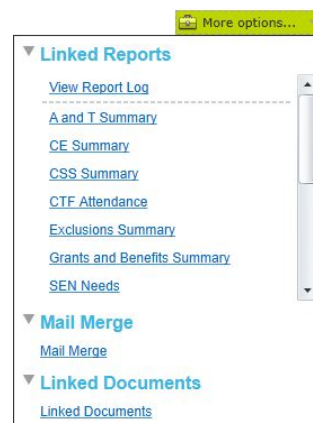 More options...
Linked Reports
View Report Log
A and T Summary
CE Summary
CSS Summary
CTF Attendance
Exclusions Summary
Grants and Benefits Summary
SEN Needs
Mail Merge
Mail Merge
Linked Documents
Linked Documents